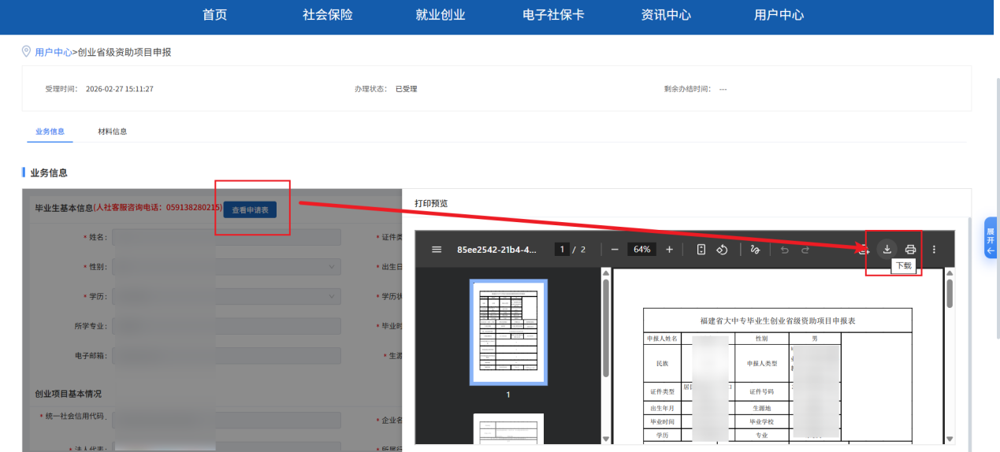 首页 社会保险 就业创业 电子社保卡 资讯中心 用户中心
用户中心>创业省级资助项目申报
受理时间： 2026-02-27 15:11:27 办理状态： 已受理 剩余办结时间： ---
业务信息 材料信息
业务信息
毕业生基本信息(人社客服咨询电话：059138280215) 查看申请表
* 姓名： * 证件类
* 性别： * 出生日
* 学历： * 学历状
所学专业： * 毕业时
电子邮箱： * 生源
创业项目基本情况
* 统一社会信用代码 * 企业名
* 法人代表： * 所属行
打印预览
85ee2542-21b4-4... 1 / 2 64%
下载
1
福建省大中专毕业生创业省级资助项目申报表
申报人姓名 性别 男
民族 申报人类型
证件类型 居 证件号码
出生年月 生源地
毕业时间 毕业学校
学历 专业
展开